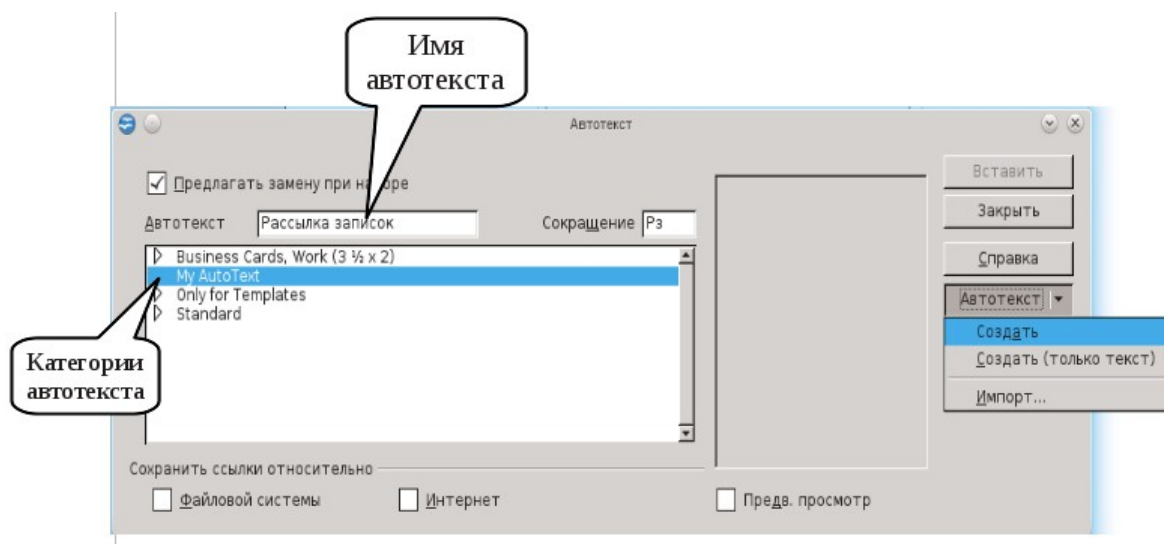 Имя
автотекста
Автотекст
Предлагать замену при наборе
Вставить
Автотекст Рассылка записок Сокращение Рз
Закрыть
Business Cards, Work (3 ½ x 2)
My AutoText
Only for Templates
Standard
Справка
Автотекст
Создать
Создать (только текст)
Импорт...
Категории
автотекста
Сохранить ссылки относительно
Файловой системы Интернет Предв. просмотр